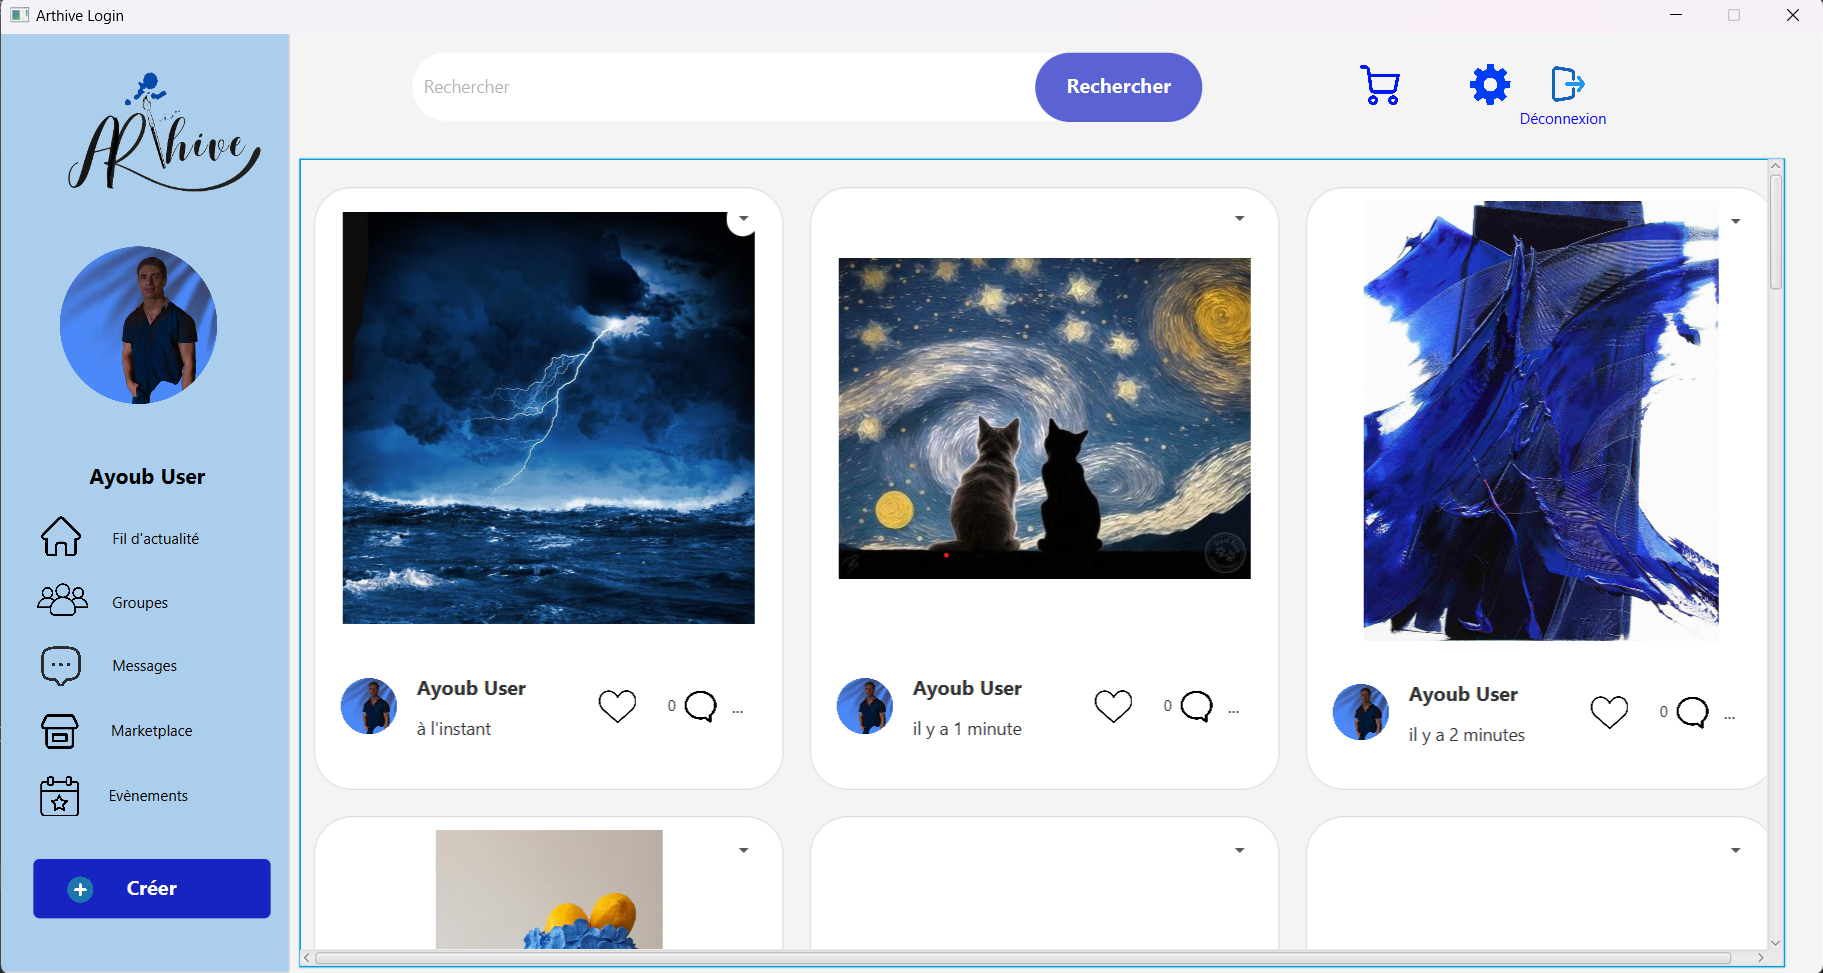 Arthive Login
ARthive
Rechercher
Rechercher
Déconnexion
Ayoub User
Fil d'actualité
Groupes
Messages
Marketplace
Evènements
Créer
Ayoub User
à l'instant
0
...
Ayoub User
il y a 1 minute
0
...
Ayoub User
il y a 2 minutes
0
...